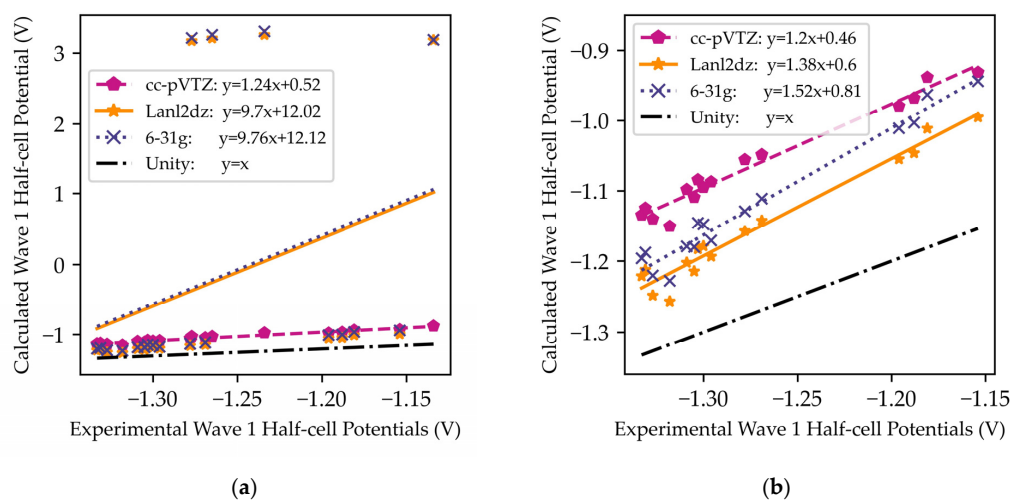 Calculated Wave 1 Half-cell Potential (V)
3
2
1
0
−1
cc-pVTZ: y=1.24x+0.52
Lanl2dz: y=9.7x+12.02
6-31g: y=9.76x+12.12
Unity: y=x
−1.30
−1.25
−1.20
−1.15
Experimental Wave 1 Half-cell Potentials (V)
(a)
Calculated Wave 1 Half-cell Potential (V)
−0.9
−1.0
−1.1
−1.2
−1.3
cc-pVTZ: y=1.2x+0.46
Lanl2dz: y=1.38x+0.6
6-31g: y=1.52x+0.81
Unity: y=x
−1.30
−1.25
−1.20
−1.15
Experimental Wave 1 Half-cell Potentials (V)
(b)